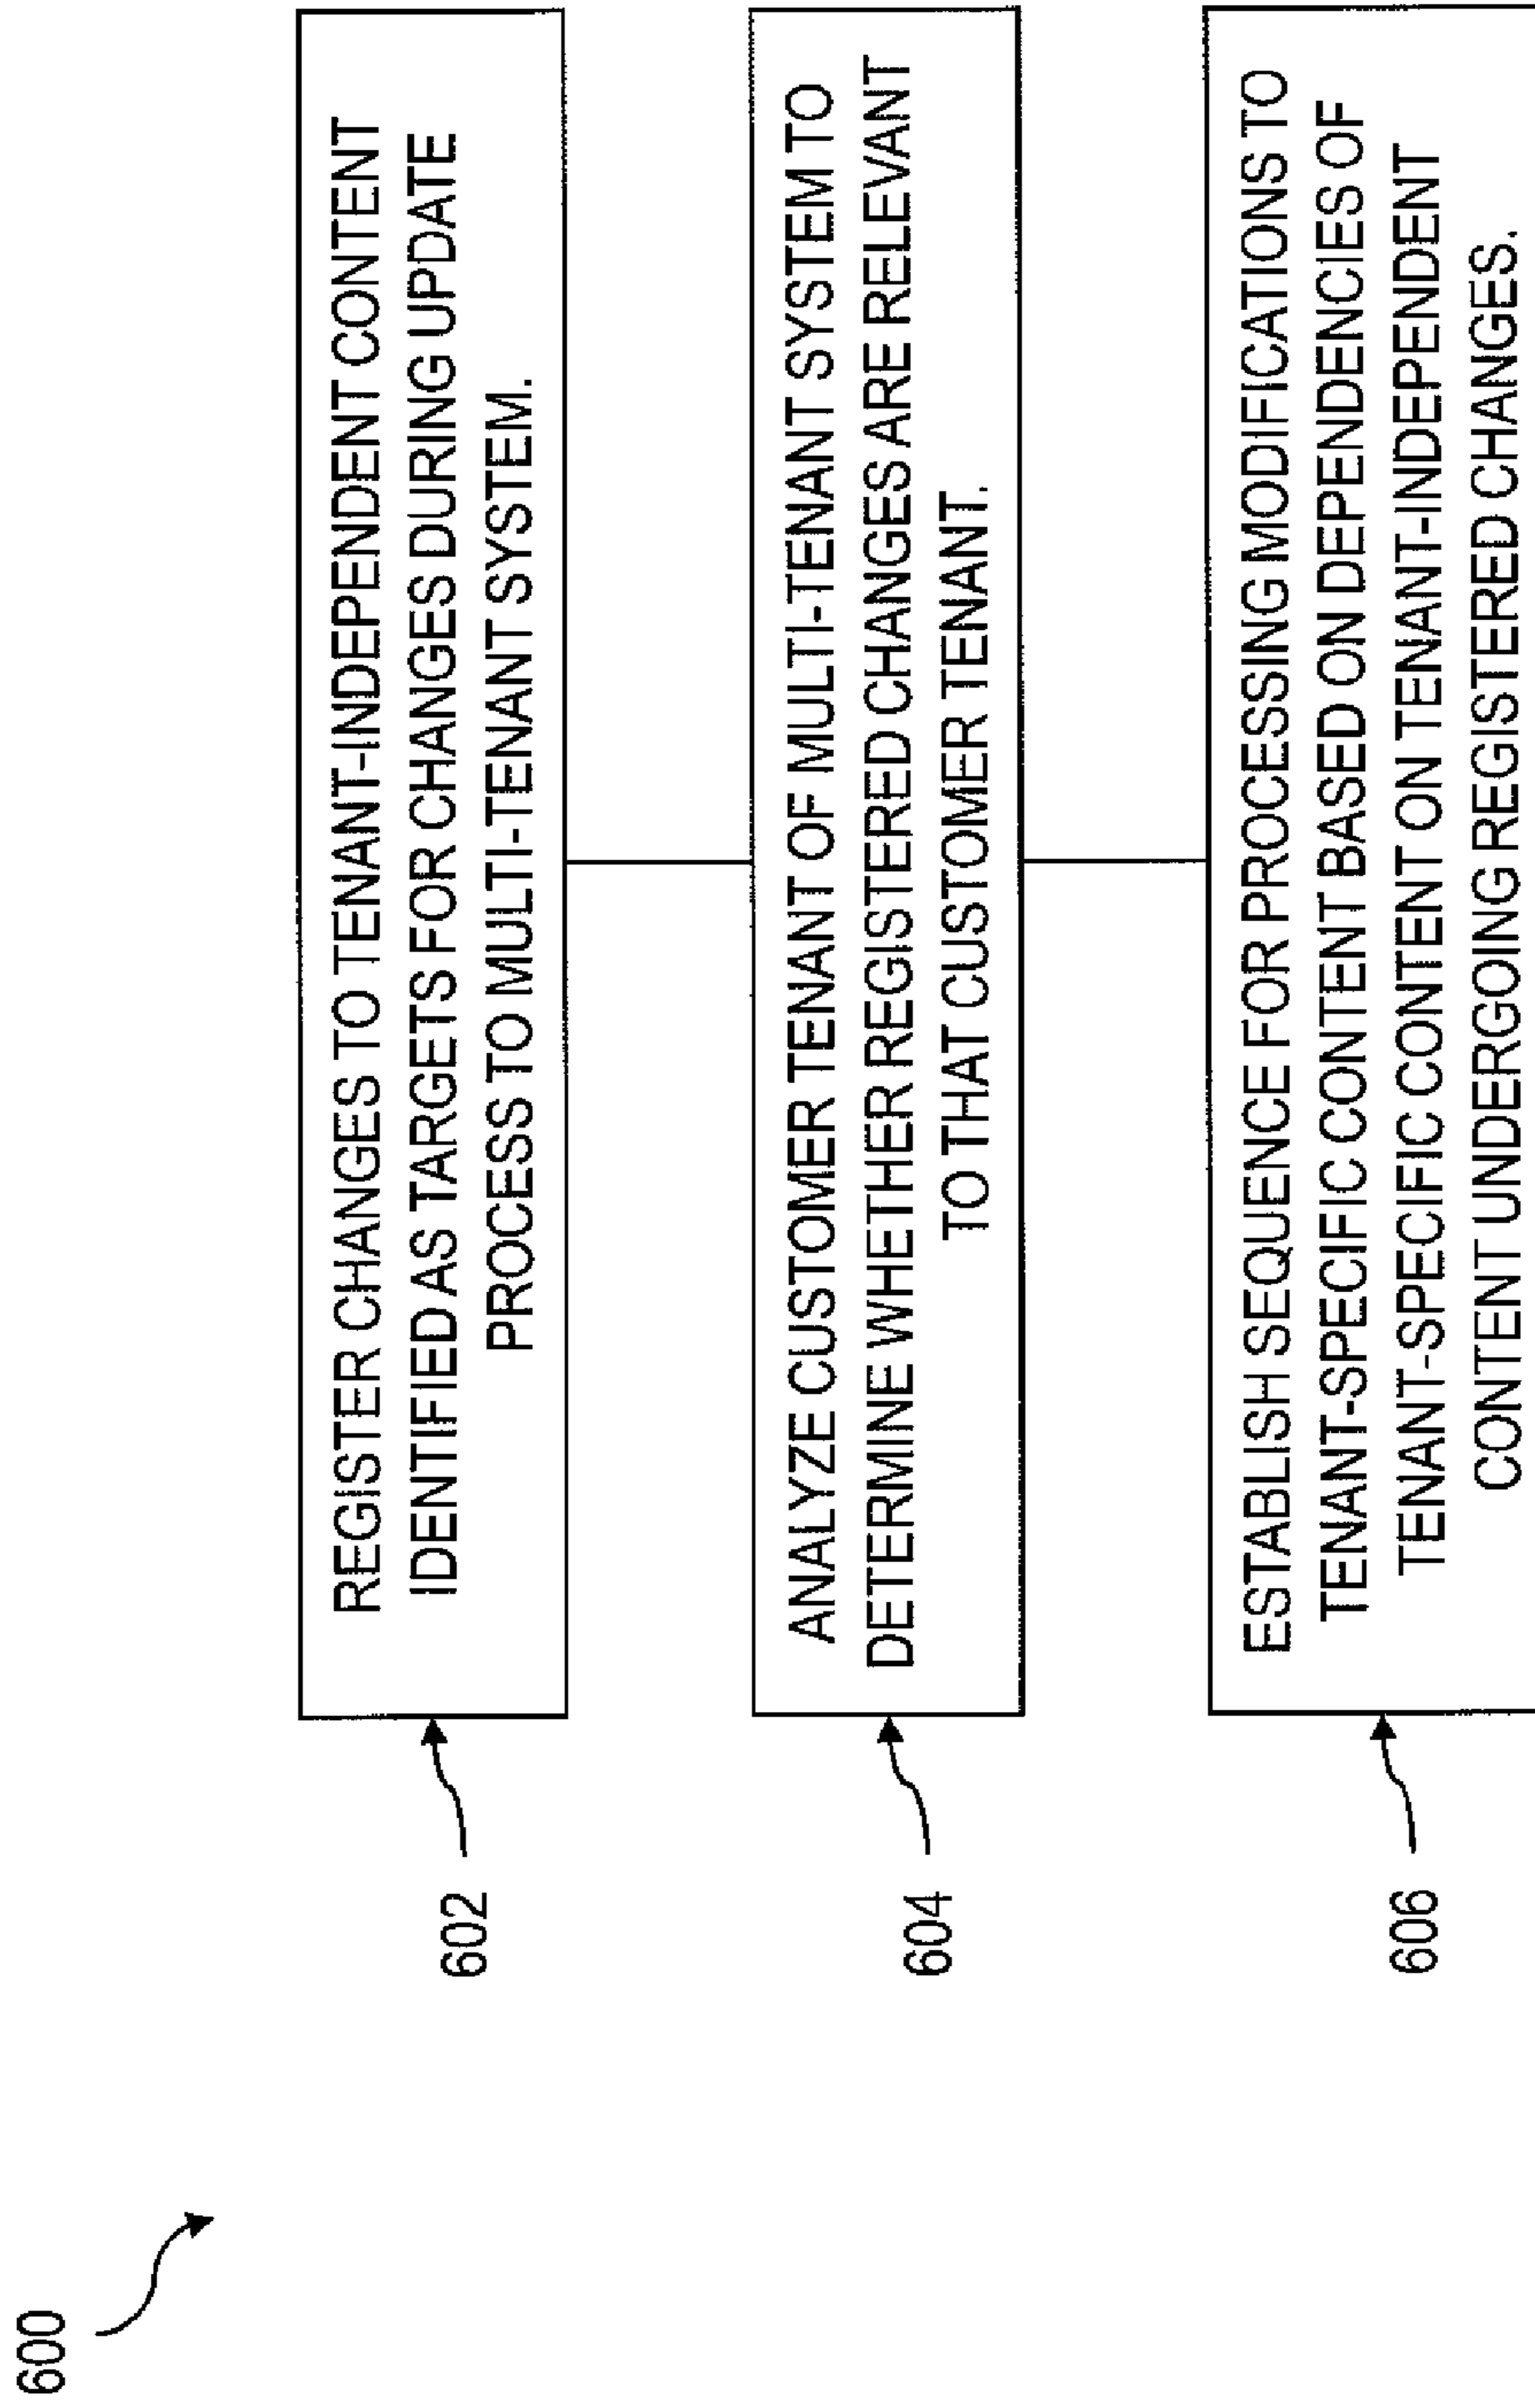 600
602
REGISTER CHANGES TO TENANT-INDEPENDENT CONTENT
IDENTIFIED AS TARGETS FOR CHANGES DURING UPDATE
PROCESS TO MULTI-TENANT SYSTEM.
604
ANALYZE CUSTOMER TENANT OF MULTI-TENANT SYSTEM TO
DETERMINE WHETHER REGISTERED CHANGES ARE RELEVANT
TO THAT CUSTOMER TENANT.
606
ESTABLISH SEQUENCE FOR PROCESSING MODIFICATIONS TO
TENANT-SPECIFIC CONTENT BASED ON DEPENDENCIES OF
TENANT-SPECIFIC CONTENT ON TENANT-INDEPENDENT
CONTENT UNDERGOING REGISTERED CHANGES.